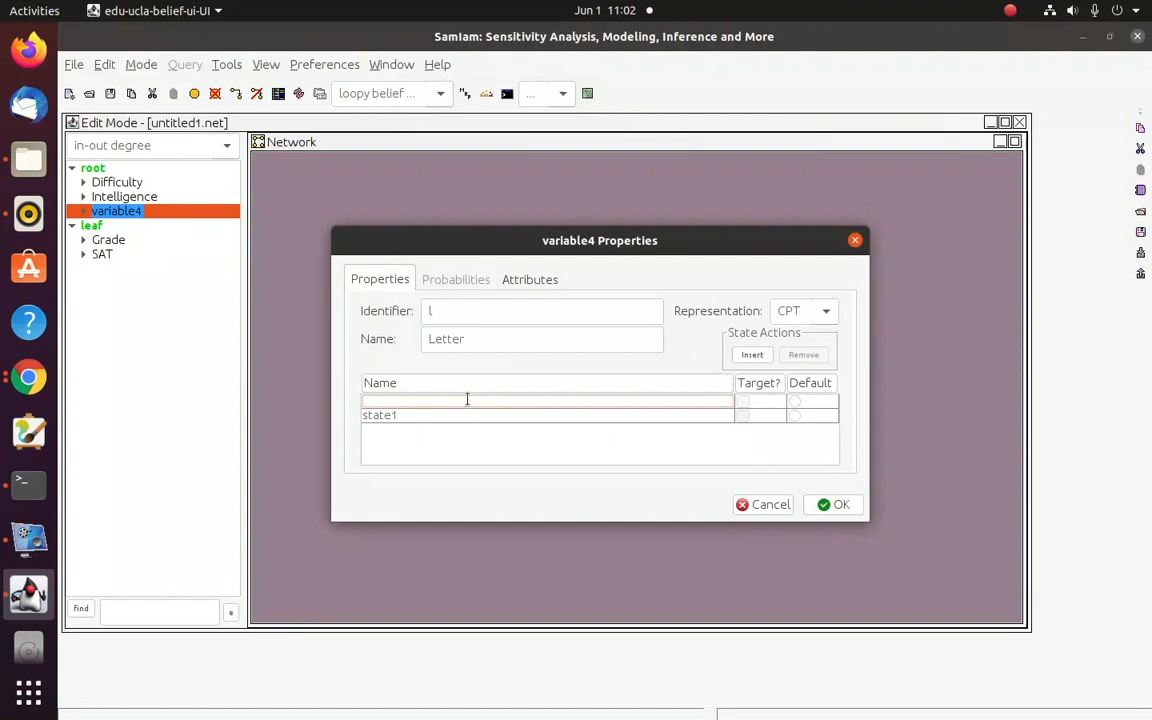 Activities
edu-ucla-belief-ui-UI
Jun 1 11:02
SamIam: Sensitivity Analysis, Modeling, Inference and More
File Edit Mode Query Tools View Preferences Window Help
loopy belief ...
...
Edit Mode - [untitled1.net]
in-out degree
Network
root
Difficulty
Intelligence
variable4
leaf
Grade
SAT
variable4 Properties
Properties Probabilities Attributes
Identifier: l Representation: CPT
Name: Letter State Actions
Insert Remove
Name Target? Default
state1
Cancel OK
find e